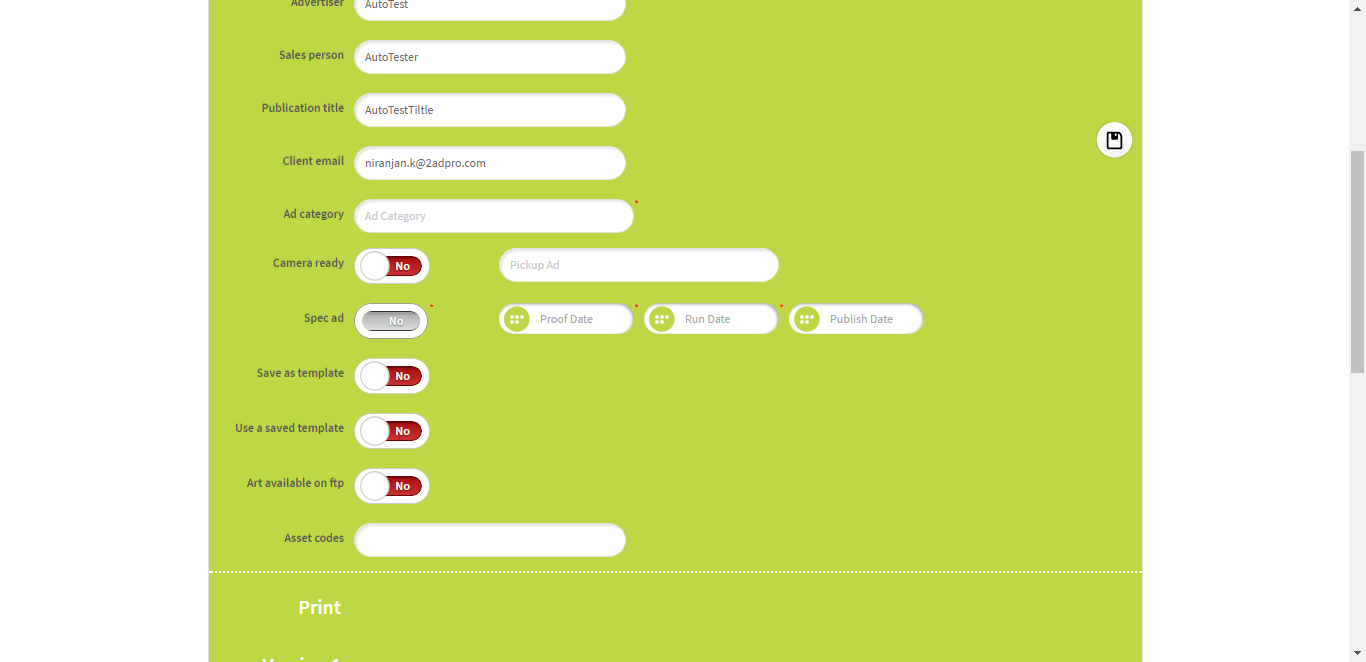 Advertiser AutoTest
Sales person AutoTester
Publication title AutoTestTiltle
Client email niranjan.k@2adpro.com
Ad category Ad Category *
Camera ready No Pickup Ad
Spec ad No * Proof Date * Run Date * Publish Date
Save as template No
Use a saved template No
Art available on ftp No
Asset codes
Print